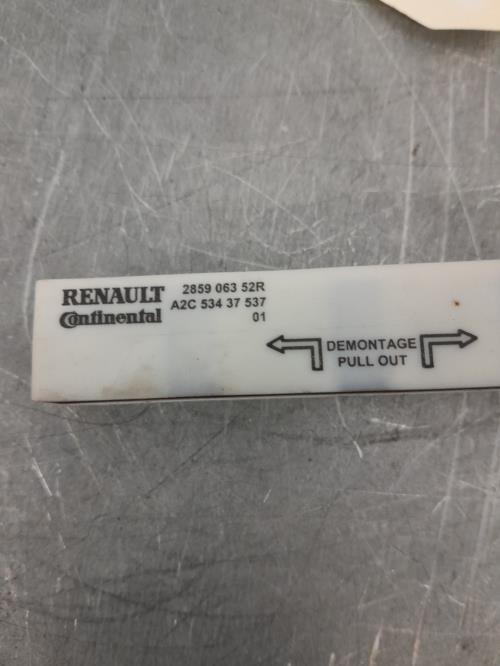 RENAULT 2859 063 52R
Continental A2C 534 37 537
01
DEMONTAGE
PULL OUT